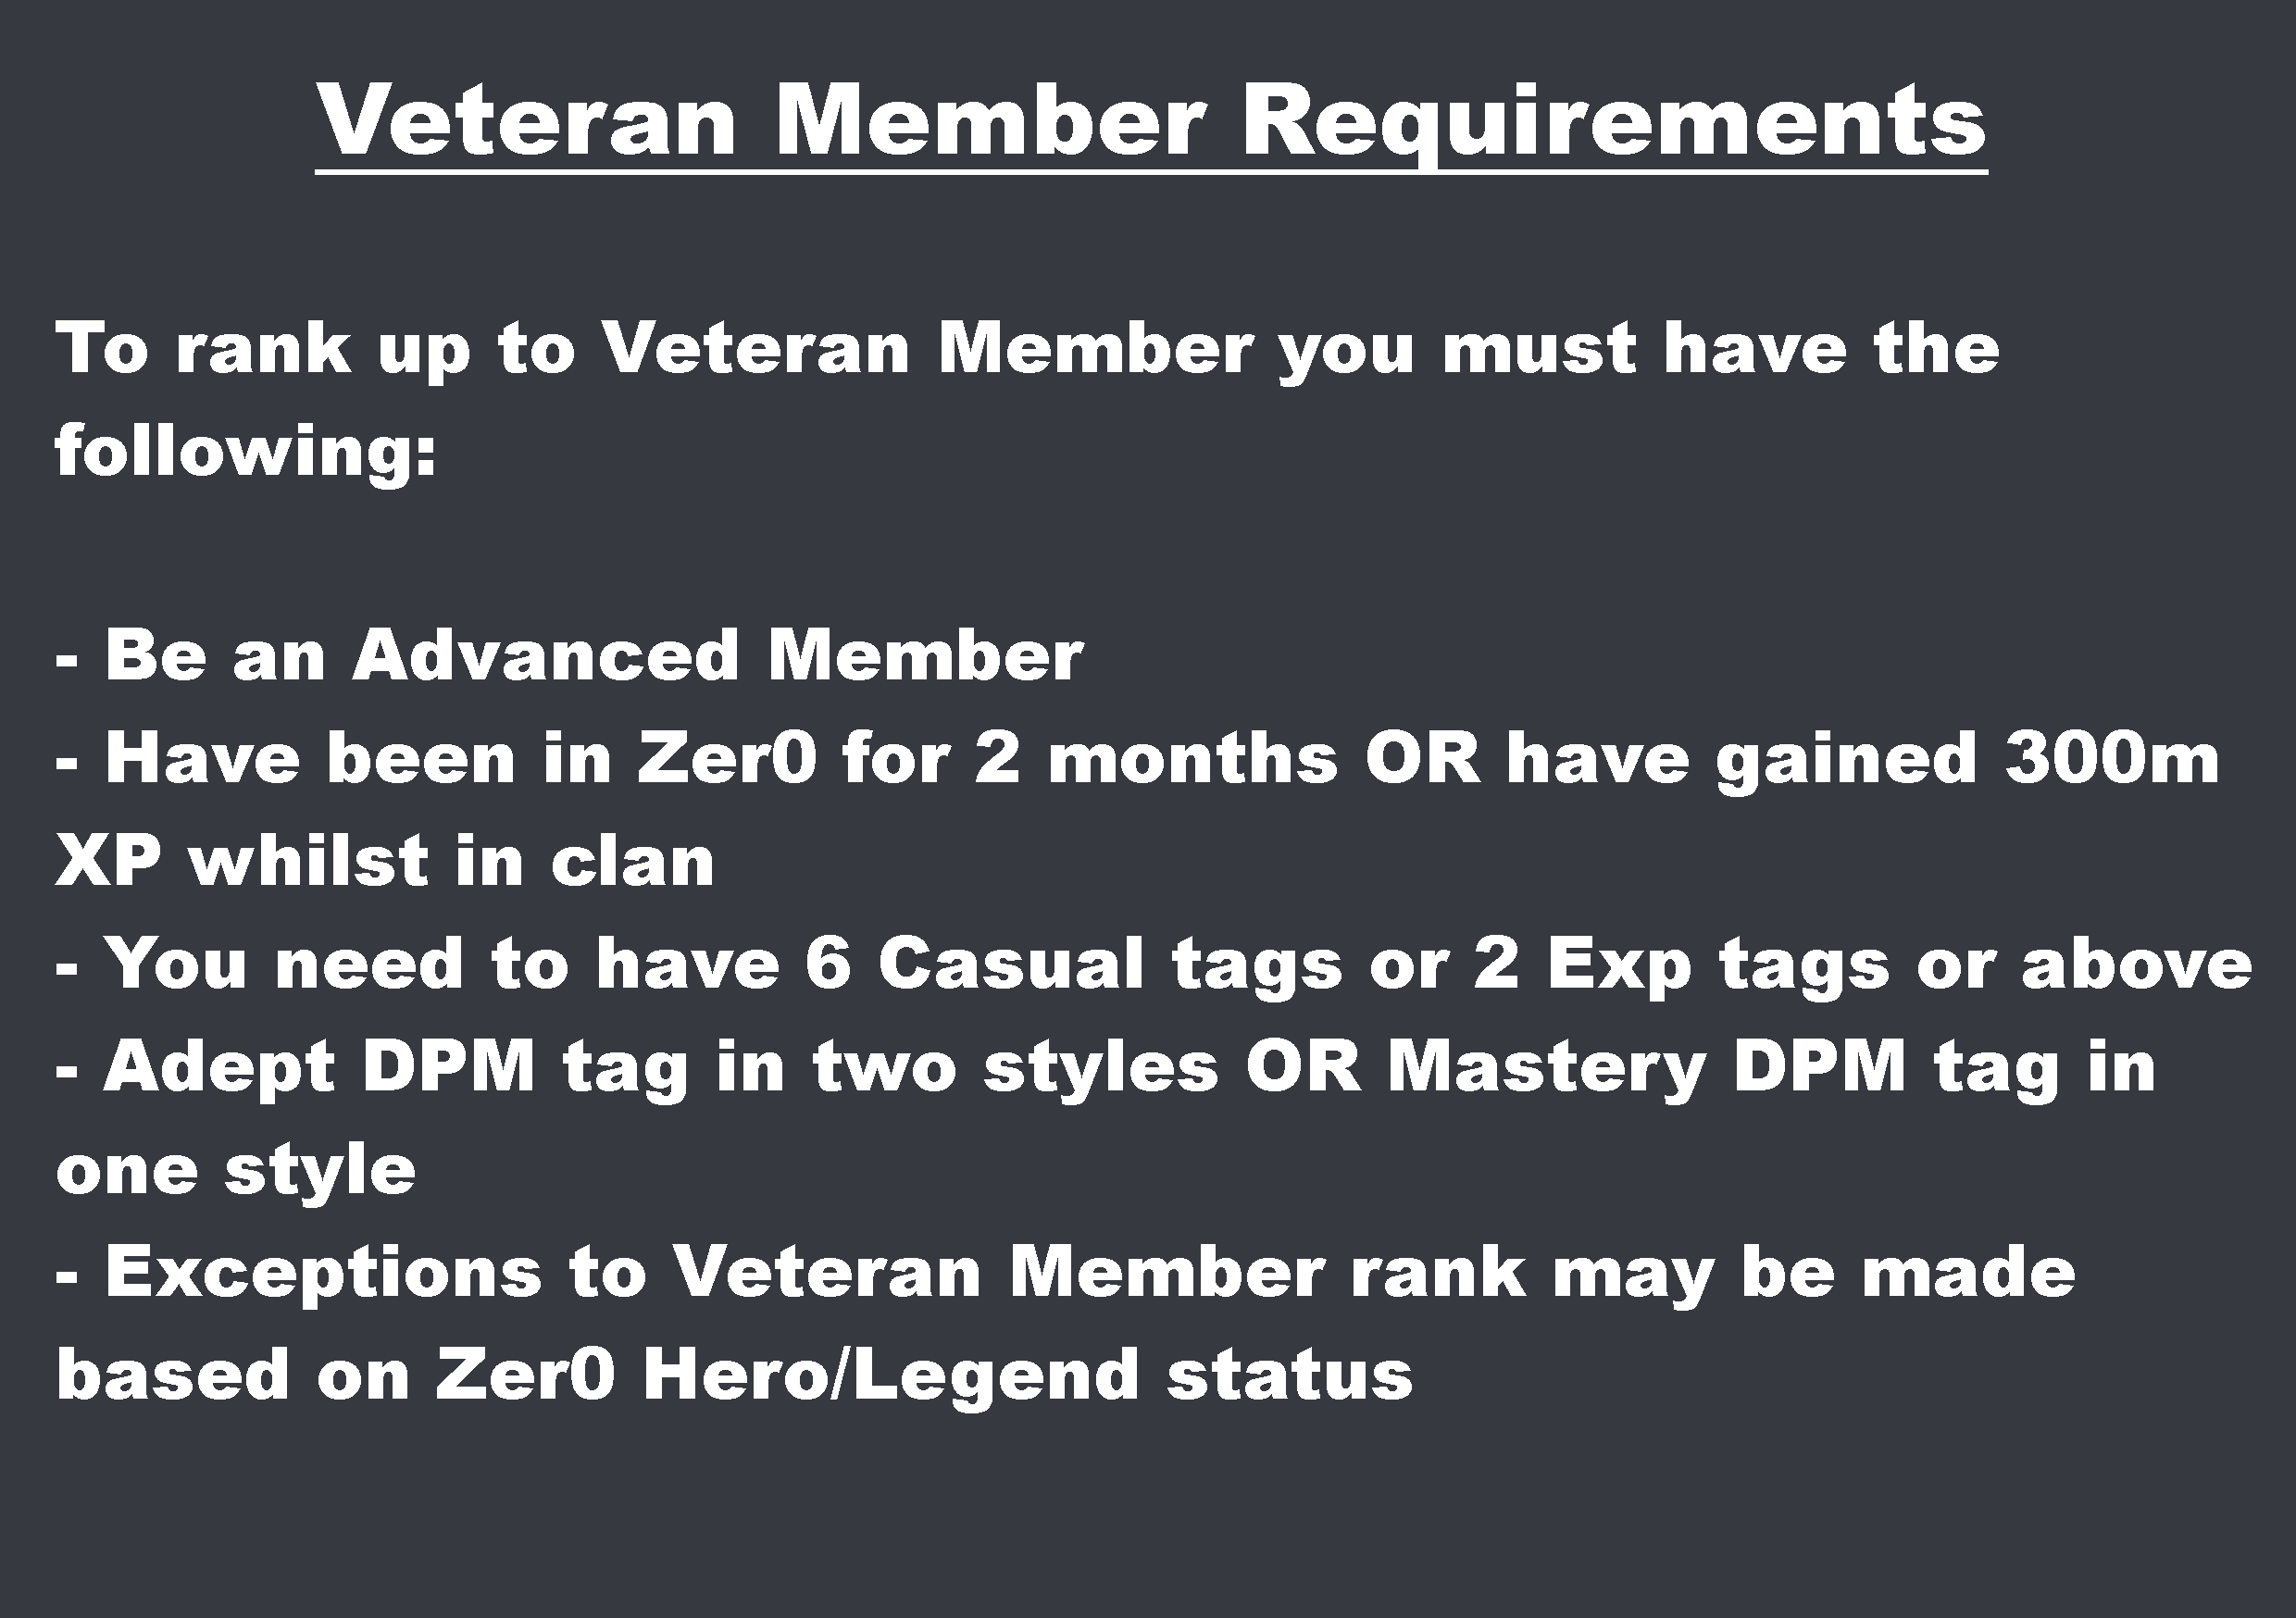 Veteran Member Requirements
To rank up to Veteran Member you must have the
following:
- Be an Advanced Member
- Have been in Zer0 for 2 months OR have gained 300m
XP whilst in clan
- You need to have 6 Casual tags or 2 Exp tags or above
- Adept DPM tag in two styles OR Mastery DPM tag in
one style
- Exceptions to Veteran Member rank may be made
based on Zer0 Hero/Legend status